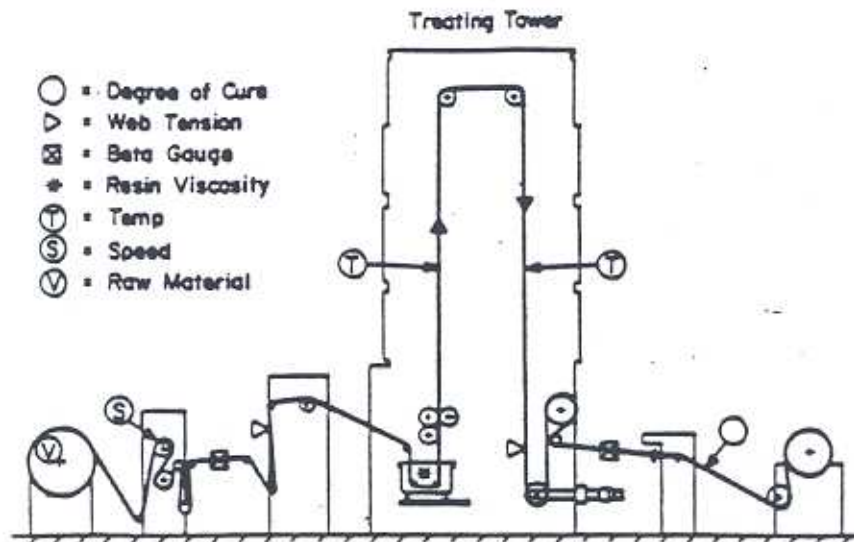 Treating Tower
○ = Degree of Cure
▷ = Web Tension
⊠ = Beta Gauge
* = Resin Viscosity
Ⓣ = Temp
Ⓢ = Speed
Ⓥ = Raw Material
T
T
S
V